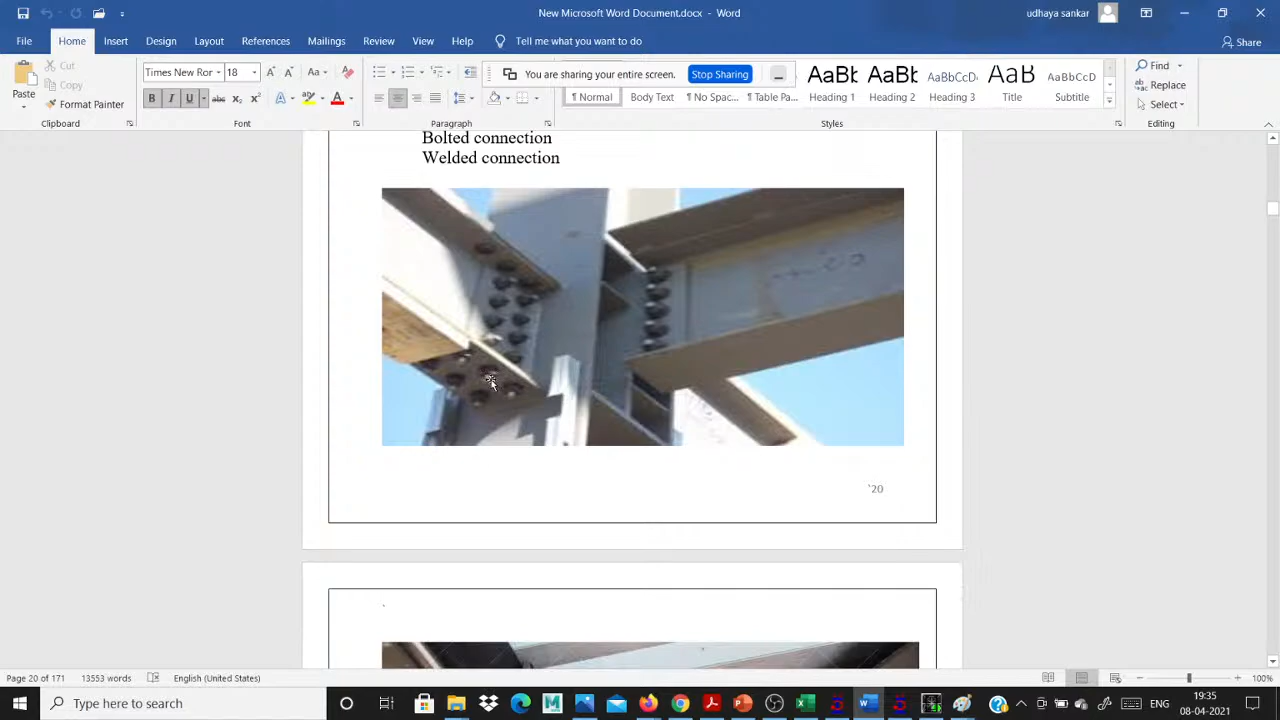 New Microsoft Word Document.docx - Word
udhaya sankar
File Home Insert Design Layout References Mailings Review View Help Tell me what you want to do
Share
Paste
Cut
Copy
Format Painter
Clipboard
Times New Ror 18
Aa
B I U abc X2 X2 A A
Font
You are sharing your entire screen. Stop Sharing
AaBb AaBb AaBbCcD AaB AaBbCcD
¶ Normal Body Text ¶ No Spac... ¶ Table Pa... Heading 1 Heading 2 Heading 3 Title Subtitle
Styles
Find
Replace
Select
Editing
Bolted connection
Welded connection
`20
Page 20 of 171 13553 words English (United States)
100%
Type here to search
ENG
19:35
08-04-2021